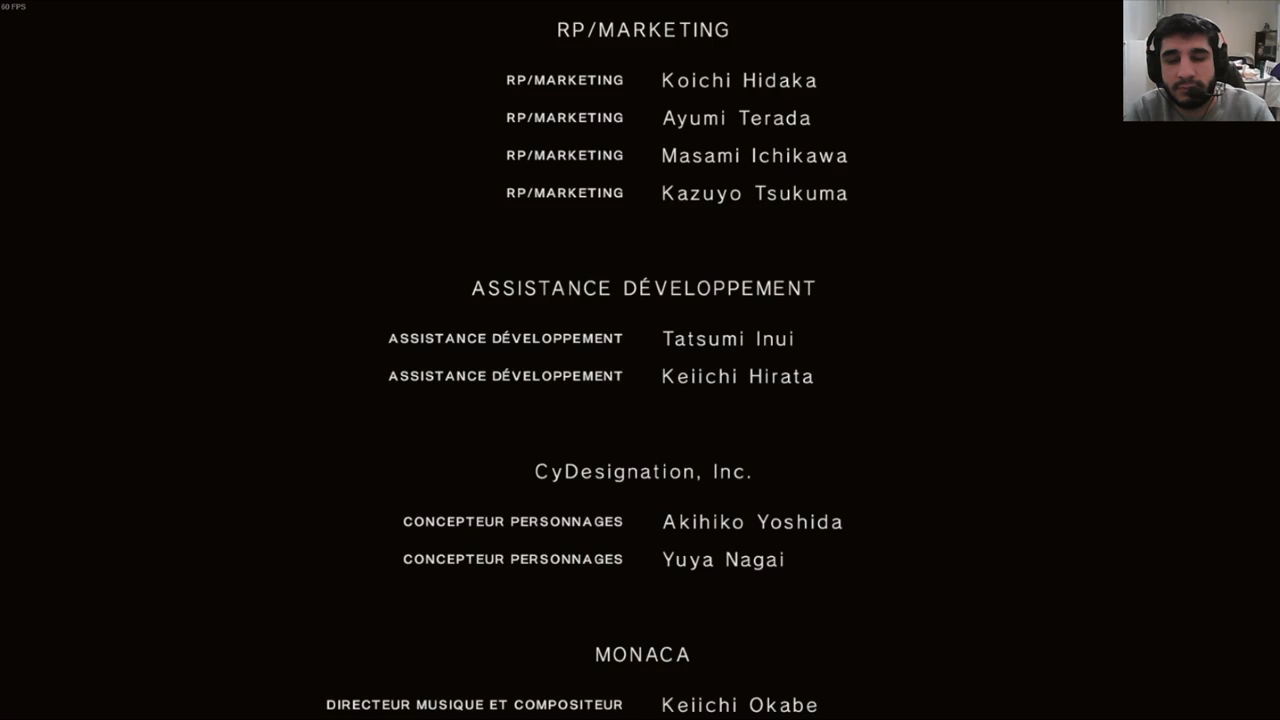 60 FPS
RP/MARKETING
RP/MARKETING Koichi Hidaka
RP/MARKETING Ayumi Terada
RP/MARKETING Masami Ichikawa
RP/MARKETING Kazuyo Tsukuma
ASSISTANCE DÉVELOPPEMENT
ASSISTANCE DÉVELOPPEMENT Tatsumi Inui
ASSISTANCE DÉVELOPPEMENT Keiichi Hirata
CyDesignation, Inc.
CONCEPTEUR PERSONNAGES Akihiko Yoshida
CONCEPTEUR PERSONNAGES Yuya Nagai
MONACA
DIRECTEUR MUSIQUE ET COMPOSITEUR Keiichi Okabe